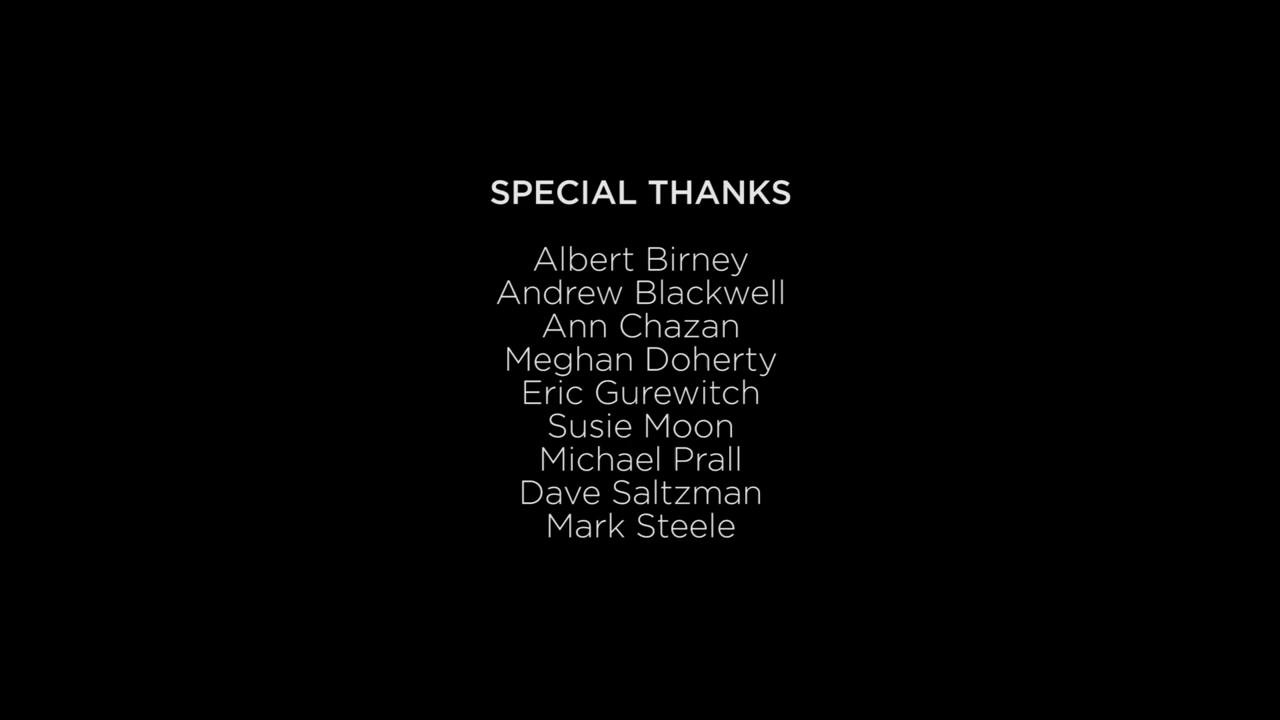 SPECIAL THANKS
Albert Birney
Andrew Blackwell
Ann Chazan
Meghan Doherty
Eric Gurewitch
Susie Moon
Michael Prall
Dave Saltzman
Mark Steele